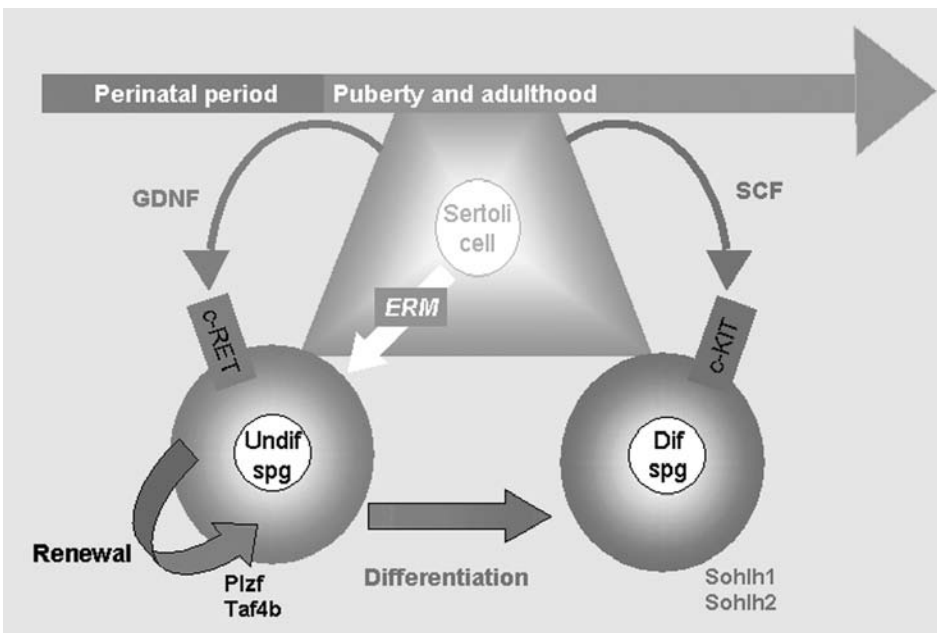 Perinatal period
Puberty and adulthood
GDNF
SCF
Sertoli
cell
ERM
c-RET
c-KIT
Undif
spg
Dif
spg
Renewal
Plzf
Taf4b
Differentiation
Sohlh1
Sohlh2